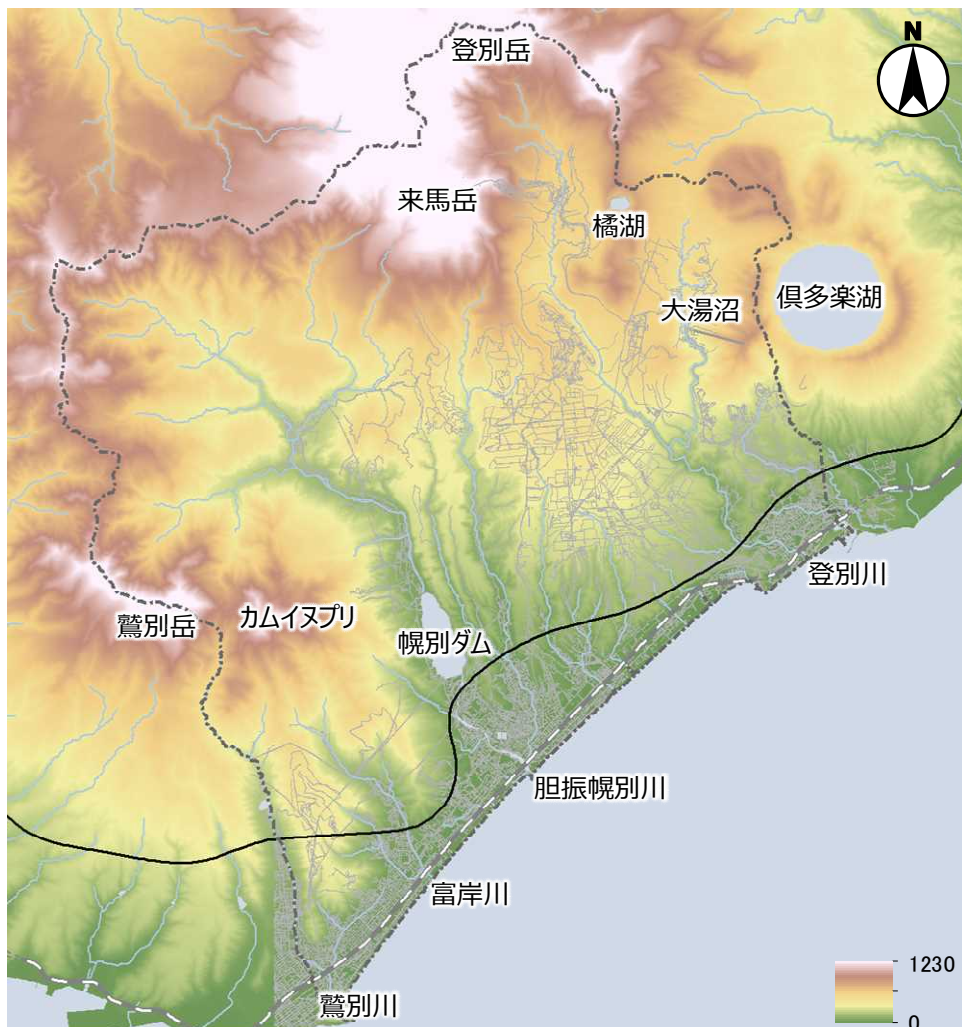 N
登別岳
来馬岳
橘湖
倶多楽湖
大湯沼
登別川
カムイヌプリ
鷲別岳
幌別ダム
胆振幌別川
富岸川
鷲別川
1230
0